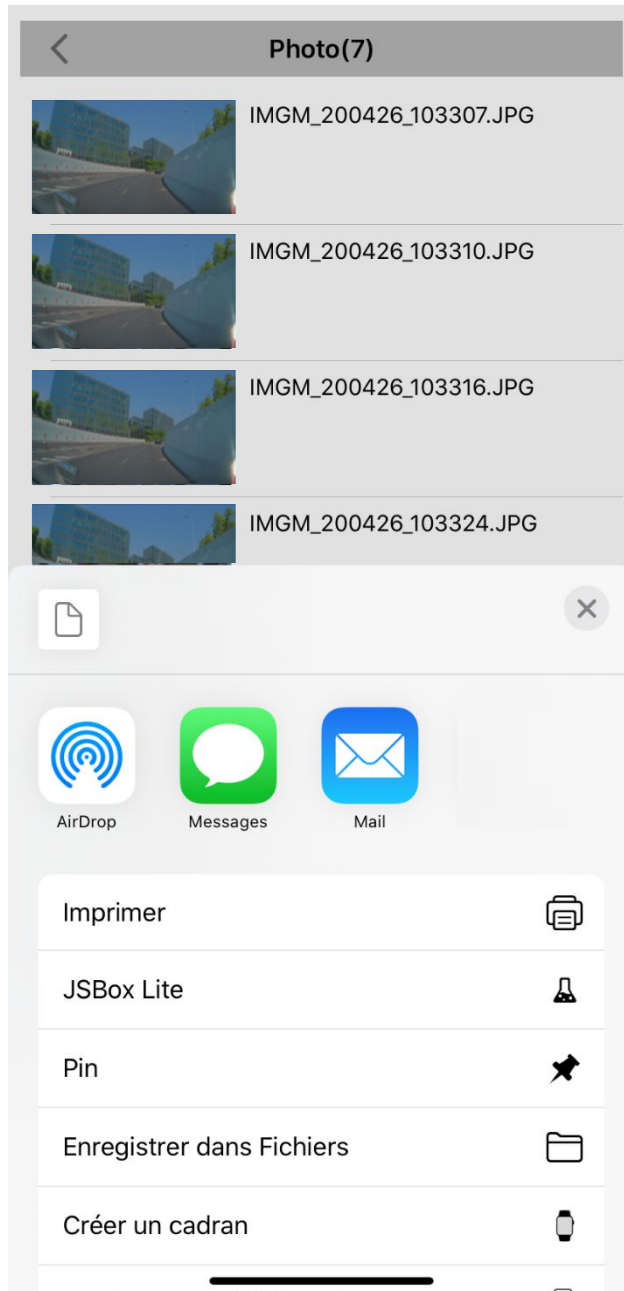 Photo(7)
IMGM_200426_103307.JPG
IMGM_200426_103310.JPG
IMGM_200426_103316.JPG
IMGM_200426_103324.JPG
AirDrop
Messages
Mail
Imprimer
JSBox Lite
Pin
Enregistrer dans Fichiers
Créer un cadran